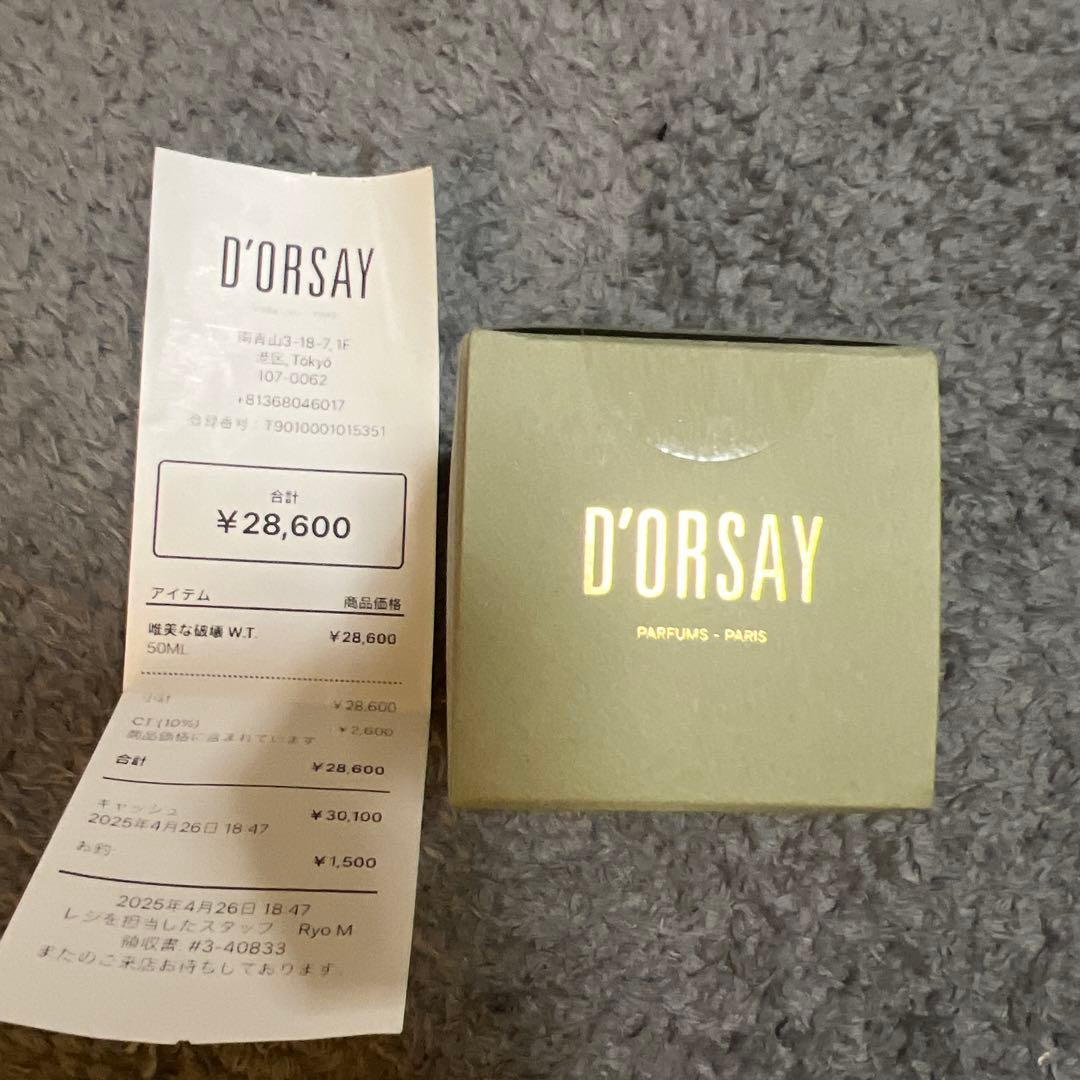 D'ORSAY
南青山3-18-7, 1F
港区, Tokyo
107-0062
+81368046017
登録番号：T9010001015351
合計
¥28,600
アイテム 商品価格
唯美な破壊 W.T. ¥28,600
50ML
小計 ¥28,600
CT (10%) ¥2,600
商品価格に含まれています
合計 ¥28,600
キャッシュ ¥30,100
2025年4月26日 18:47
お釣 ¥1,500
2025年4月26日 18:47
レジを担当したスタッフ Ryo M
領収書 #3-40833
またのご来店お待ちしております。
D'ORSAY
PARFUMS - PARIS